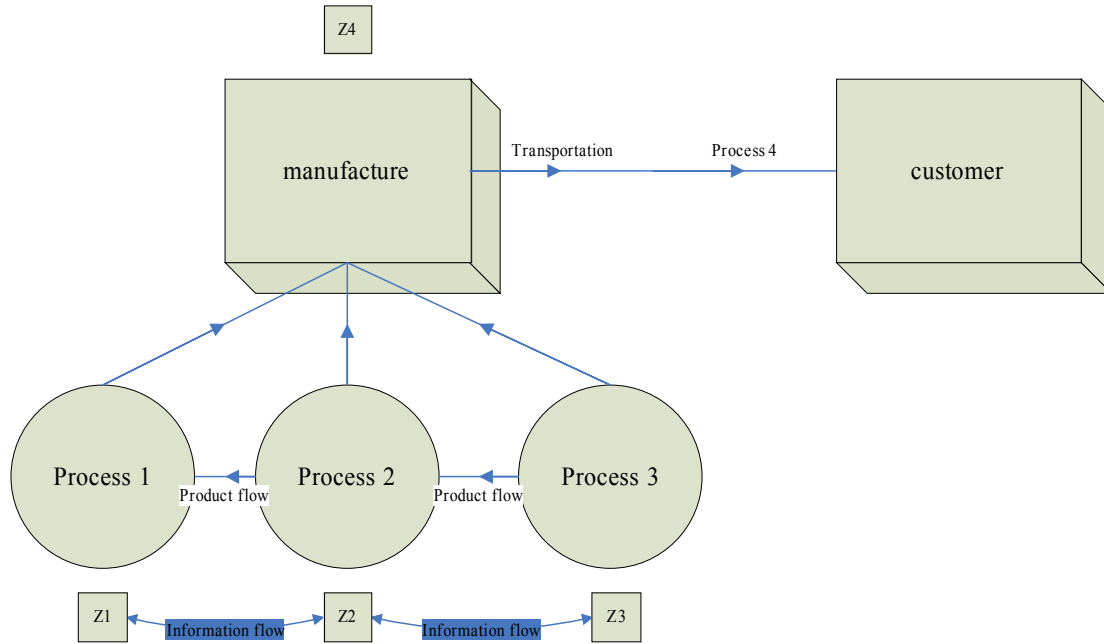 Z4
manufacture
Transportation
Process 4
customer
Process 1
Process 2
Process 3
Product flow
Product flow
Z1
Information flow
Z2
Information flow
Z3